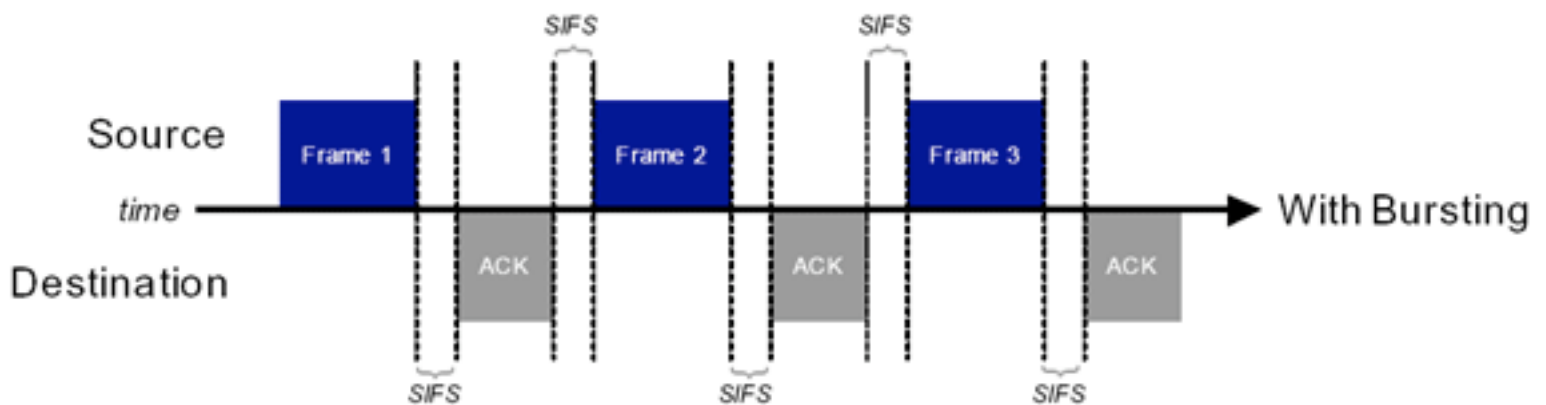 SIFS SIFS
Source
Frame 1 Frame 2 Frame 3
time
With Bursting
ACK ACK ACK
Destination
SIFS SIFS SIFS